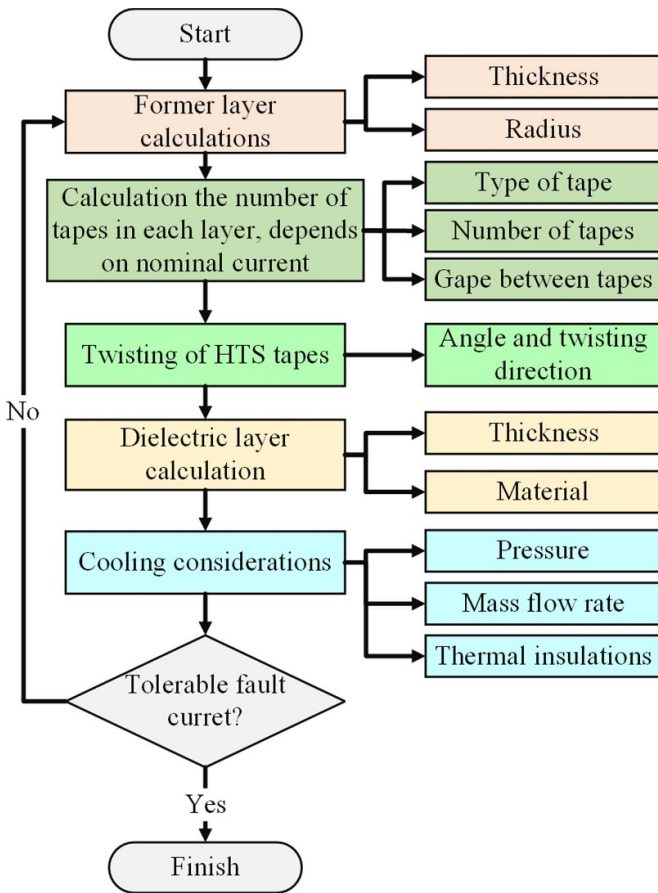 Start
Former layer
calculations
Thickness
Radius
Calculation the number of
tapes in each layer, depends
on nominal current
Type of tape
Number of tapes
Gape between tapes
Twisting of HTS tapes
Angle and twisting
direction
No
Dielectric layer
calculation
Thickness
Material
Cooling considerations
Pressure
Mass flow rate
Thermal insulations
Tolerable fault
curret?
Yes
Finish